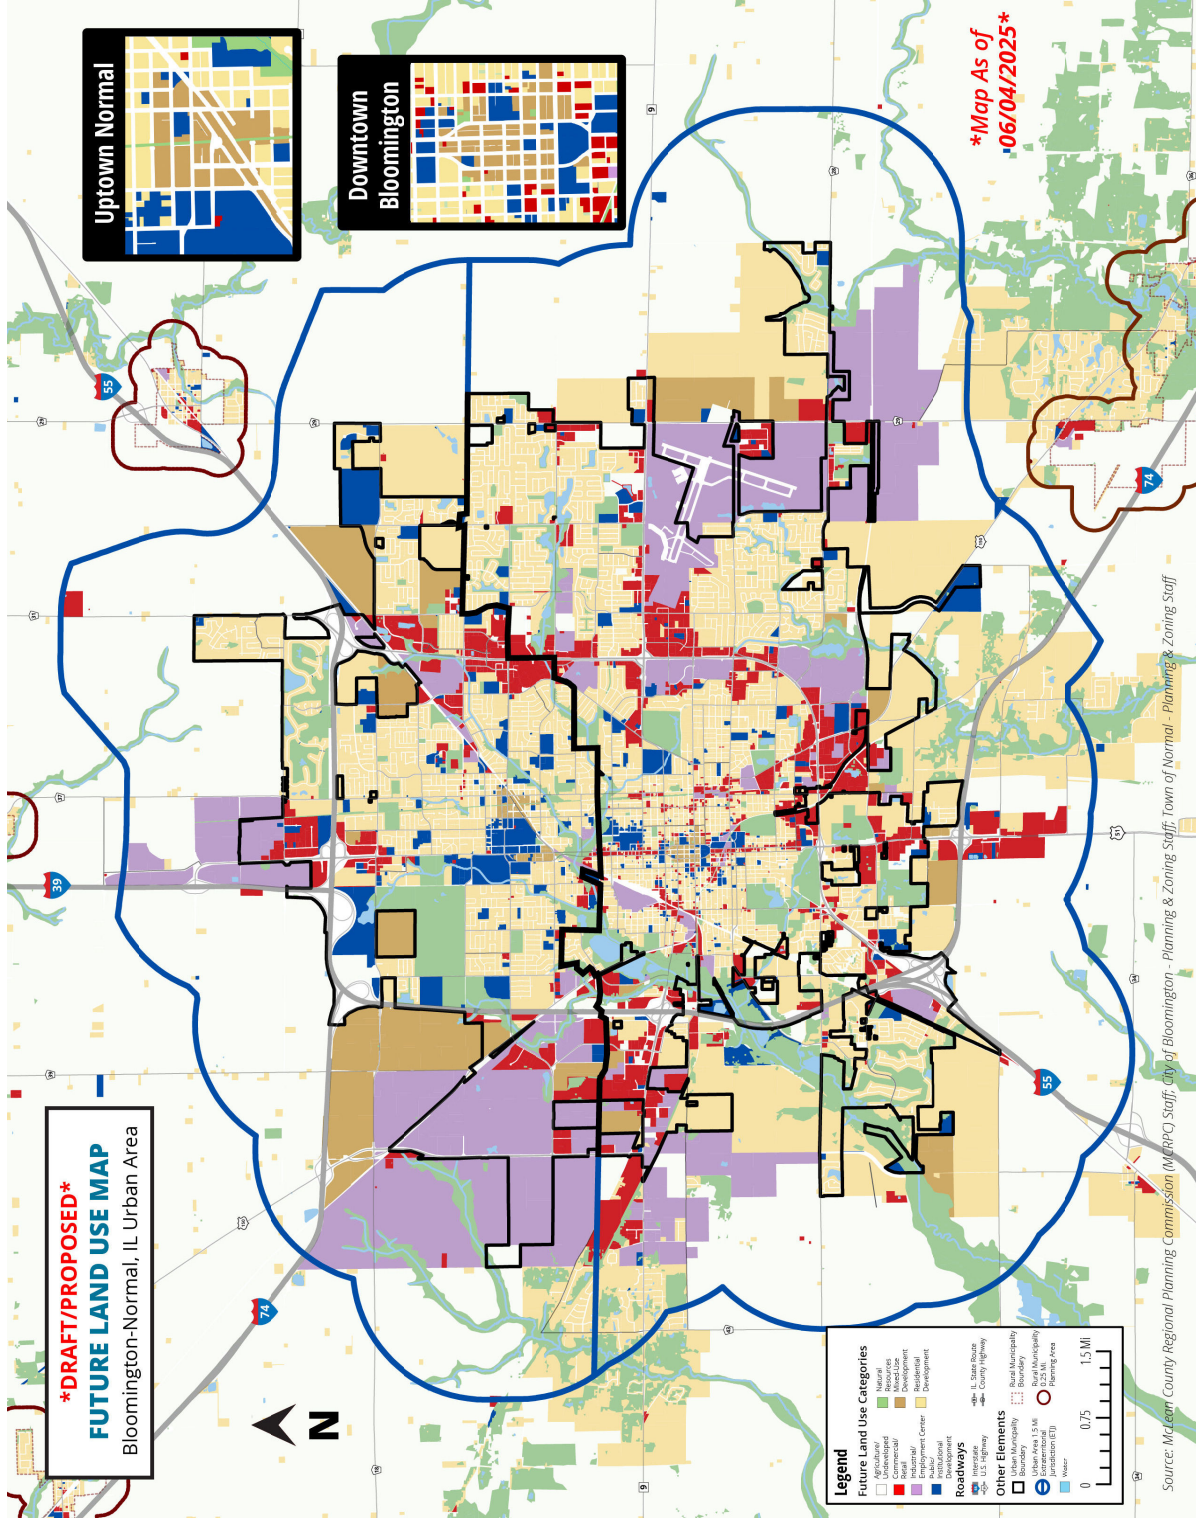 *DRAFT/PROPOSED*
FUTURE LAND USE MAP
Bloomington-Normal, IL Urban Area
Uptown Normal
Downtown
Bloomington
*Map As of
06/04/2025*
N
74
39
55
55
74
9
9
51
Legend
Future Land Use Categories
Agriculture/
Undeveloped
Commercial/
Retail
Industrial/
Employment Center
Public/
Institutional
Development
Natural
Resources
Mixed-Use
Development
Residential
Development
Roadways
Interstate
U.S. Highway
IL. State Route
County Highway
Other Elements
Urban Municpality
Boundary
Urban Area 1.5 Mi
Extraterritorial
Jurisdiction (ETJ)
Water
Rural Municipality
Boundary
Rural Municipality
0.25 Mi.
Planning Area
0 0.75 1.5 Mi
Source: McLean County Regional Planning Commission (MCRPC) Staff; City of Bloomington - Planning & Zoning Staff; Town of Normal - Planning & Zoning Staff